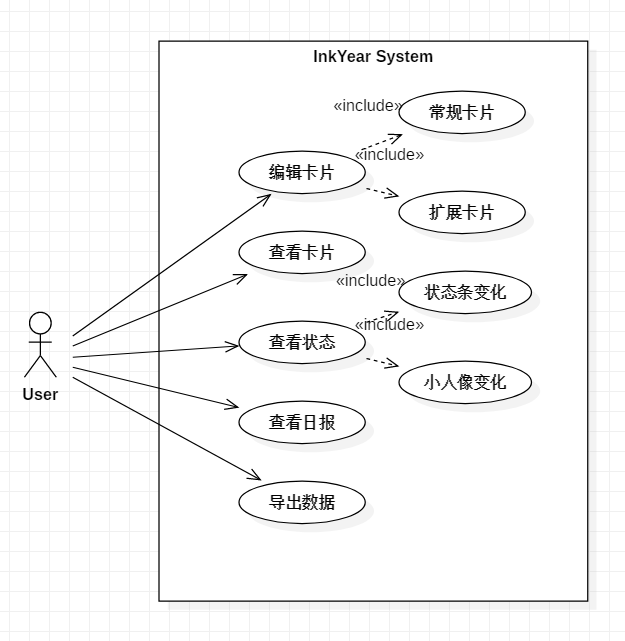 InkYear System
«include»
常规卡片
«include»
编辑卡片
扩展卡片
查看卡片
«include»
状态条变化
«include»
查看状态
小人像变化
User
查看日报
导出数据